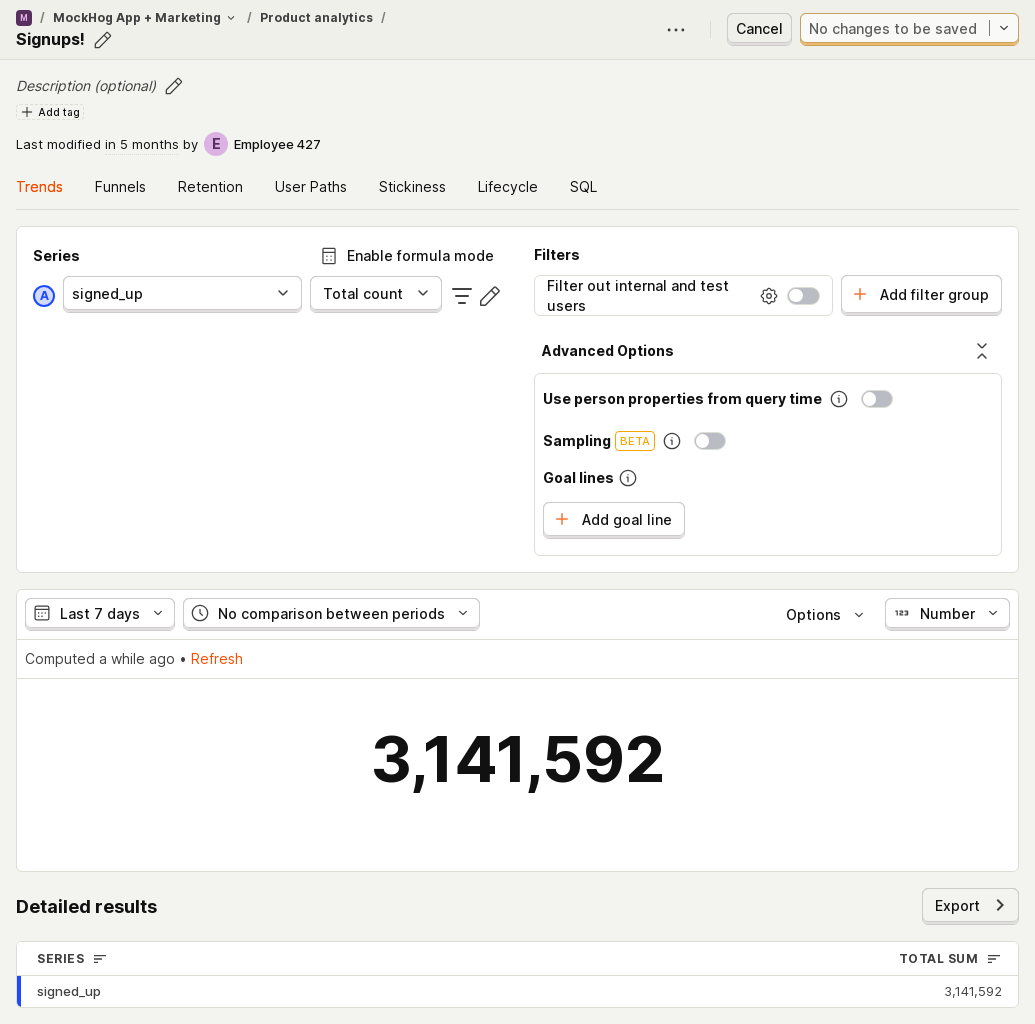 M / MockHog App + Marketing / Product analytics /
Signups!
Cancel
No changes to be saved
Description (optional)
Add tag
Last modified in 5 months by E Employee 427
Trends Funnels Retention User Paths Stickiness Lifecycle SQL
Series
Enable formula mode
A signed_up Total count
Filters
Filter out internal and test
users
Add filter group
Advanced Options
Use person properties from query time
Sampling BETA
Goal lines
Add goal line
Last 7 days No comparison between periods Options 123 Number
Computed a while ago • Refresh
3,141,592
Detailed results
Export
SERIES TOTAL SUM
signed_up 3,141,592